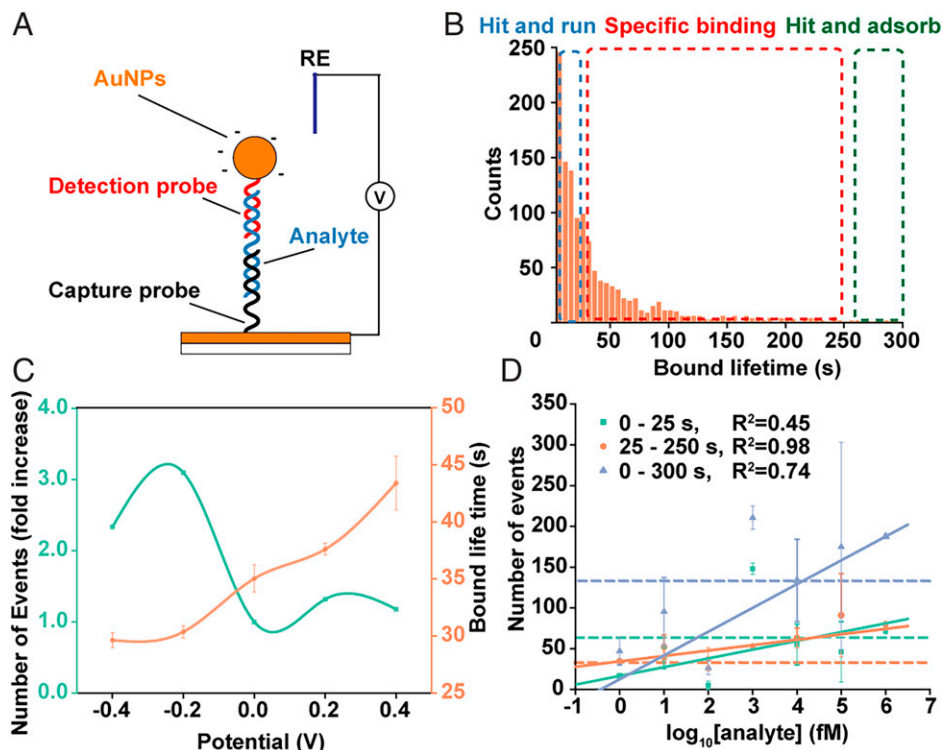 A
RE
AuNPs
- - - - -
Detection probe
V
Analyte
Capture probe
B
Hit and run Specific binding Hit and adsorb
250
200
150
100
50
0
Counts
50 100 150 200 250 300
Bound lifetime (s)
C
4.0
3.0
2.0
1.0
0.0
Number of Events (fold increase)
50
45
40
35
30
25
Bound life time (s)
-0.4 -0.2 0.0 0.2 0.4
Potential (V)
D
350
300
250
200
150
100
50
0
Number of events
0 - 25 s, R²=0.45
25 - 250 s, R²=0.98
0 - 300 s, R²=0.74
-1 0 1 2 3 4 5 6 7
log₁₀[analyte] (fM)